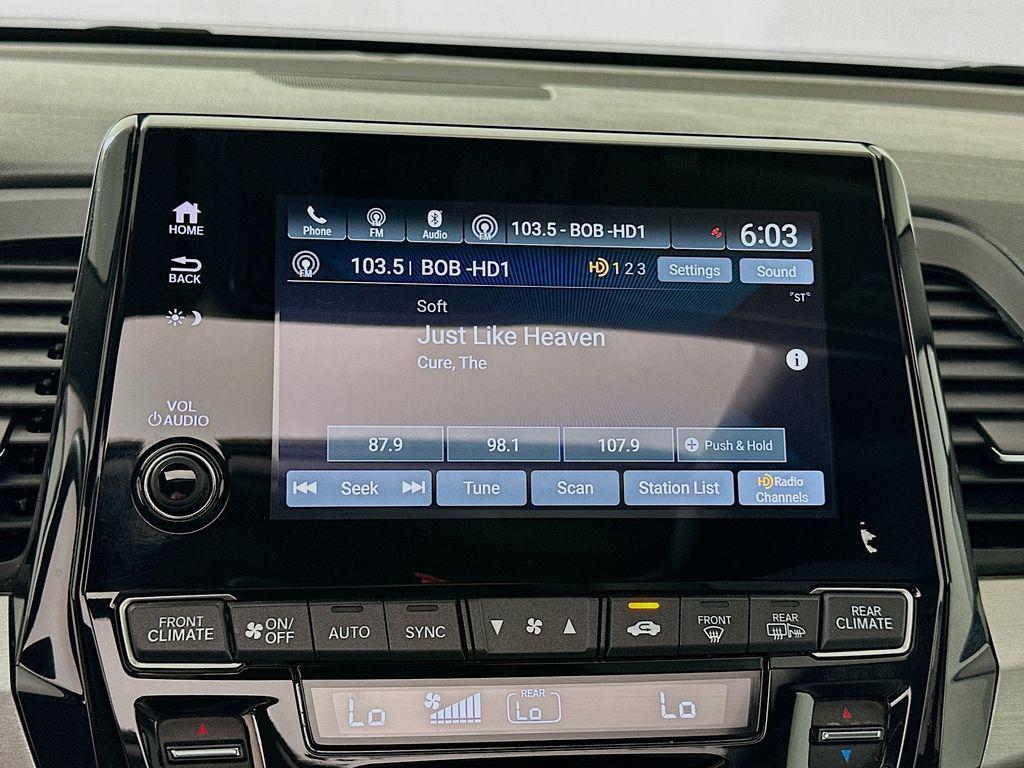 HOME
BACK
VOL
AUDIO
Phone
FM
Audio
FM
103.5 - BOB -HD1
6:03
FM
103.5 | BOB -HD1
HD 1 2 3
Settings
Sound
"ST"
Soft
Just Like Heaven
Cure, The
i
87.9
98.1
107.9
+ Push & Hold
Seek
Tune
Scan
Station List
HD Radio
Channels
FRONT
CLIMATE
ON/
OFF
AUTO
SYNC
FRONT
REAR
REAR
CLIMATE
Lo
REAR
Lo
Lo